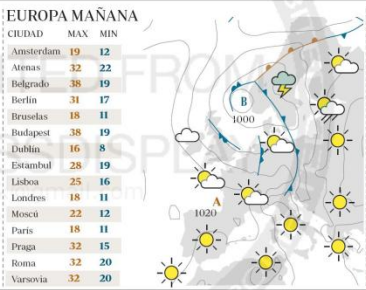 EUROPA MAÑANA
CIUDAD MAX MIN
Amsterdam 19 12
Atenas 32 22
Belgrado 38 19
Berlín 31 17
Bruselas 18 11
Budapest 38 19
Dublín 16 8
Estambul 28 19
Lisboa 25 16
Londres 18 11
Moscú 22 12
París 18 11
Praga 32 15
Roma 32 20
Varsovia 32 20
B
1000
A
1020